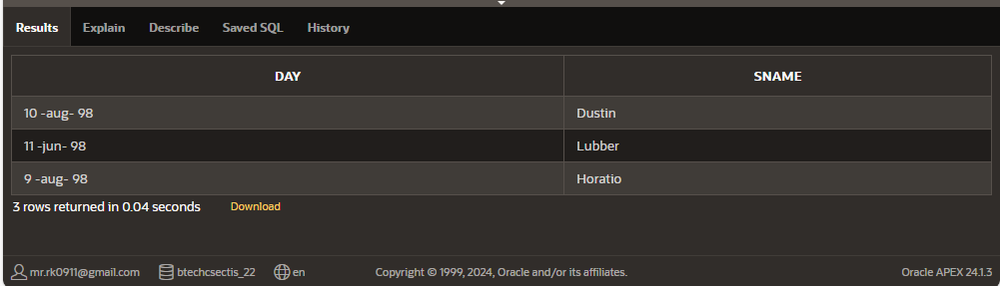 Results Explain Describe Saved SQL History
DAY SNAME
10 -aug- 98 Dustin
11 -jun- 98 Lubber
9 -aug- 98 Horatio
3 rows returned in 0.04 seconds Download
mr.rk0911@gmail.com btechcsectis_22 en Copyright © 1999, 2024, Oracle and/or its affiliates. Oracle APEX 24.1.3